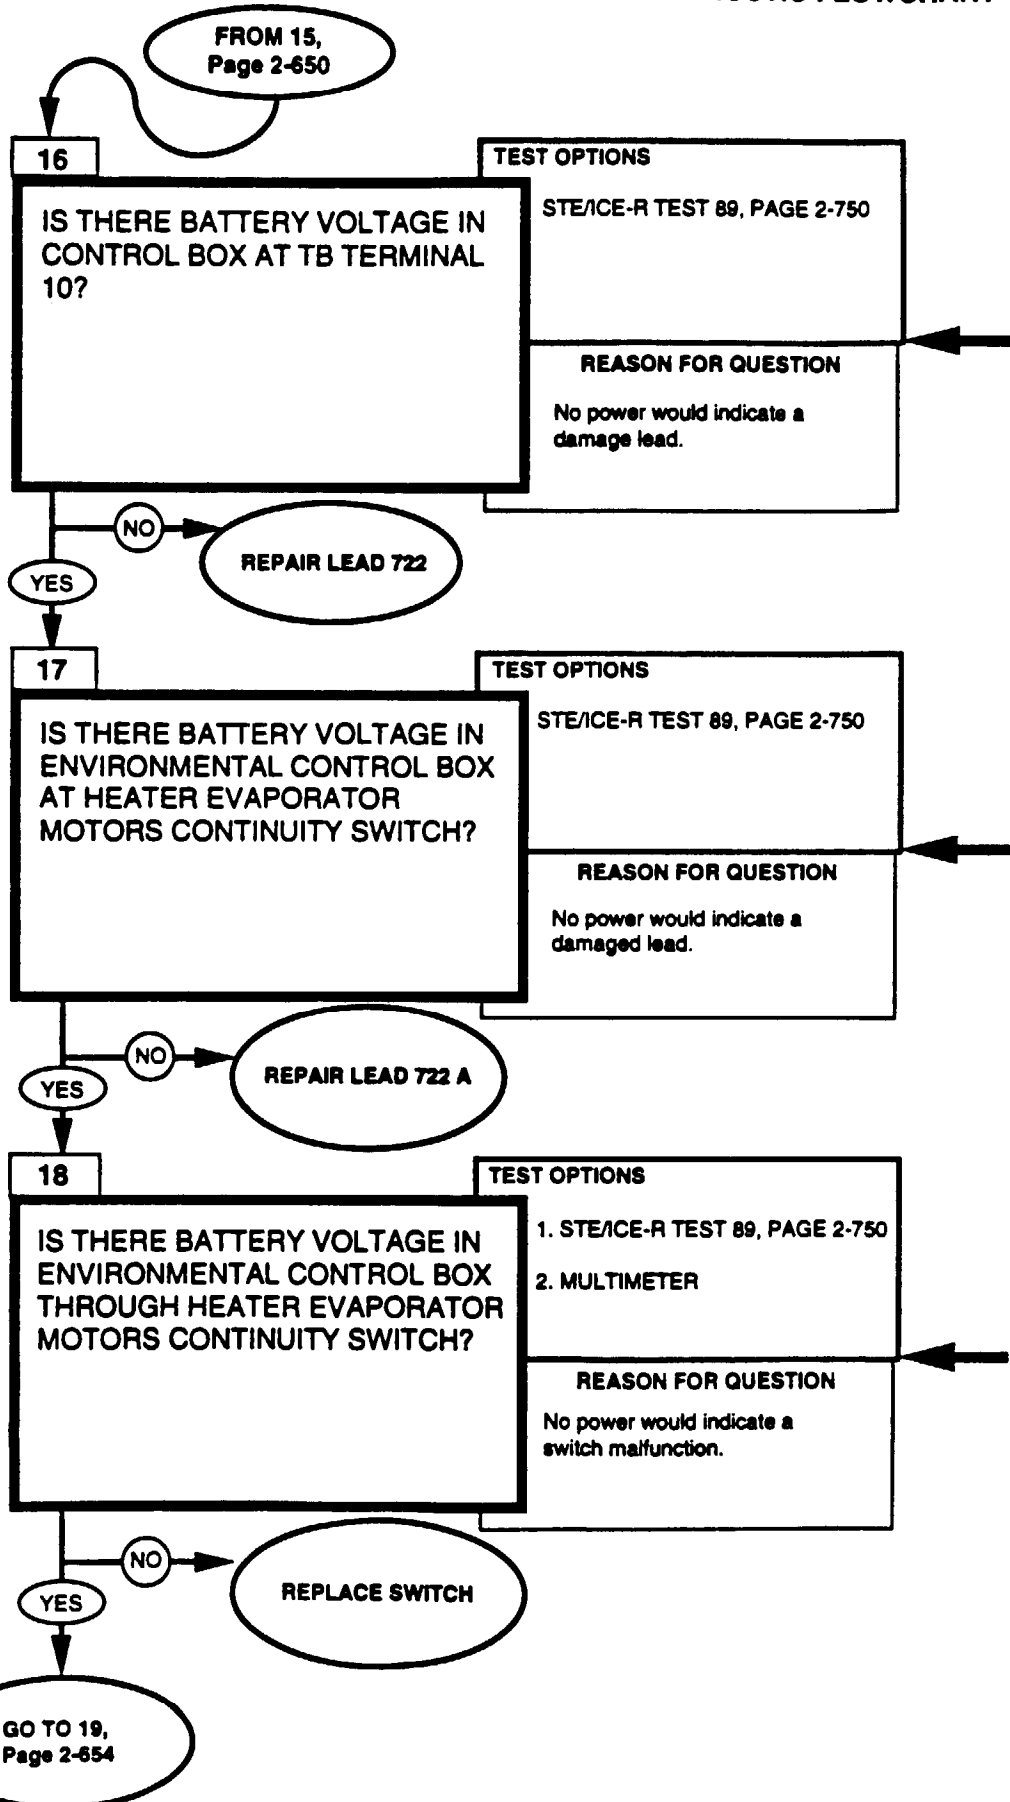 FROM 15,
Page 2-650
16
IS THERE BATTERY VOLTAGE IN
CONTROL BOX AT TB TERMINAL
10?
TEST OPTIONS
STE/ICE-R TEST 89, PAGE 2-750
REASON FOR QUESTION
No power would indicate a
damage lead.
NO
REPAIR LEAD 722
YES
17
IS THERE BATTERY VOLTAGE IN
ENVIRONMENTAL CONTROL BOX
AT HEATER EVAPORATOR
MOTORS CONTINUITY SWITCH?
TEST OPTIONS
STE/ICE-R TEST 89, PAGE 2-750
REASON FOR QUESTION
No power would indicate a
damaged lead.
NO
REPAIR LEAD 722 A
YES
18
IS THERE BATTERY VOLTAGE IN
ENVIRONMENTAL CONTROL BOX
THROUGH HEATER EVAPORATOR
MOTORS CONTINUITY SWITCH?
TEST OPTIONS
1. STE/ICE-R TEST 89, PAGE 2-750
2. MULTIMETER
REASON FOR QUESTION
No power would indicate a
switch malfunction.
NO
REPLACE SWITCH
YES
GO TO 19,
Page 2-654